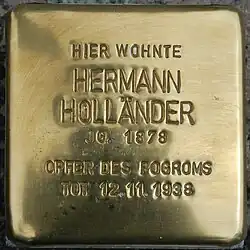 HIER WOHNTE
HERMANN
HOLLÄNDER
JG. 1878
OPFER DES POGROMS
TOT 12.11.1938